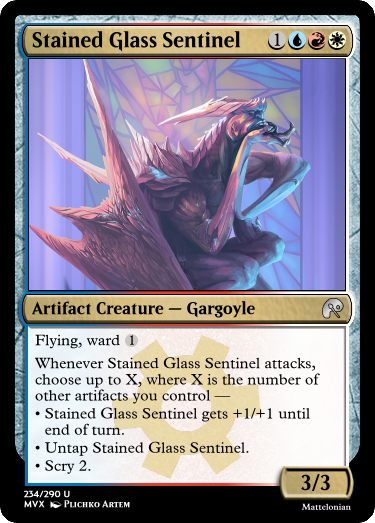 Stained Glass Sentinel 1
Artifact Creature — Gargoyle
Flying, ward 1
Whenever Stained Glass Sentinel attacks,
choose up to X, where X is the number of
other artifacts you control —
• Stained Glass Sentinel gets +1/+1 until
end of turn.
• Untap Stained Glass Sentinel.
• Scry 2.
3/3
234/290 U
MVX Plichko Artem
Mattelonian